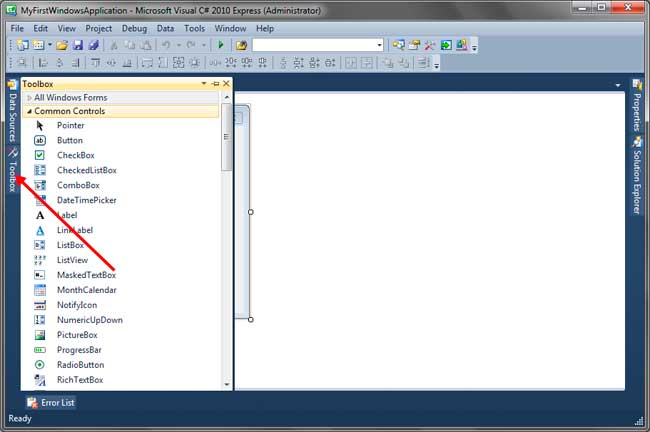 MyFirstWindowsApplication - Microsoft Visual C# 2010 Express (Administrator)
File Edit View Project Debug Data Tools Window Help
Toolbox
All Windows Forms
Common Controls
Pointer
Button
CheckBox
CheckedListBox
ComboBox
DateTimePicker
Label
LinkLabel
ListBox
ListView
MaskedTextBox
MonthCalendar
NotifyIcon
NumericUpDown
PictureBox
ProgressBar
RadioButton
RichTextBox
Data Sources
Toolbox
Properties
Solution Explorer
Error List
Ready